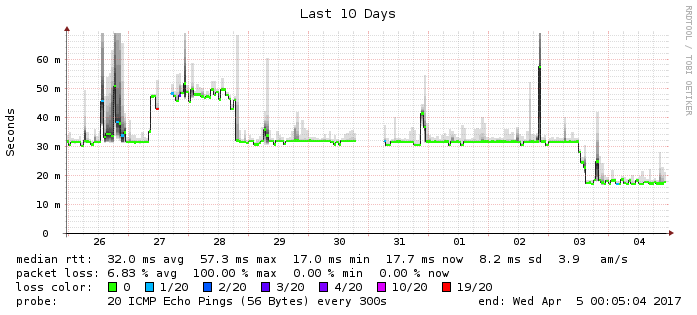 Last 10 Days
RRDTOOL / TOBI OETIKER
Seconds
60 m
50 m
40 m
30 m
20 m
10 m
0
26 27 28 29 30 31 01 02 03 04
median rtt: 32.0 ms avg 57.3 ms max 17.0 ms min 17.7 ms now 8.2 ms sd 3.9 am/s
packet loss: 6.83 % avg 100.00 % max 0.00 % min 0.00 % now
loss color: 0 1/20 2/20 3/20 4/20 10/20 19/20
probe: 20 ICMP Echo Pings (56 Bytes) every 300s end: Wed Apr 5 00:05:04 2017